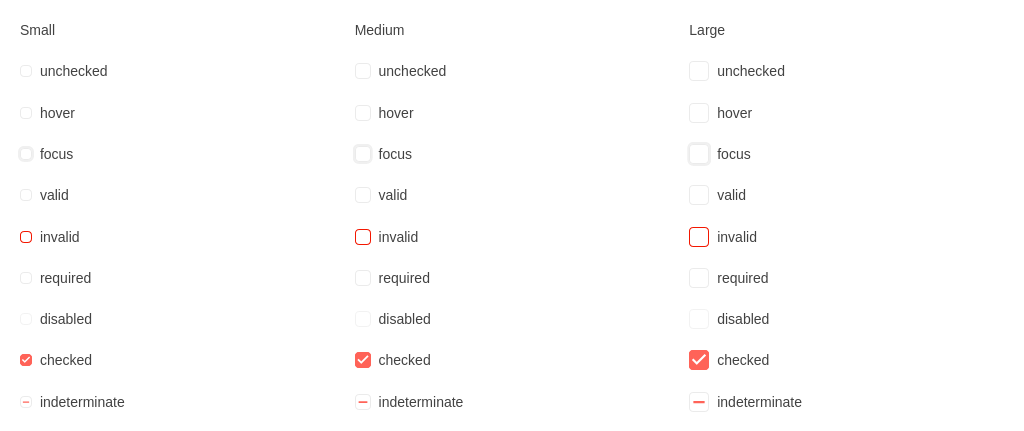 Small Medium Large
unchecked unchecked unchecked
hover hover hover
focus focus focus
valid valid valid
invalid invalid invalid
required required required
disabled disabled disabled
checked checked checked
indeterminate indeterminate indeterminate